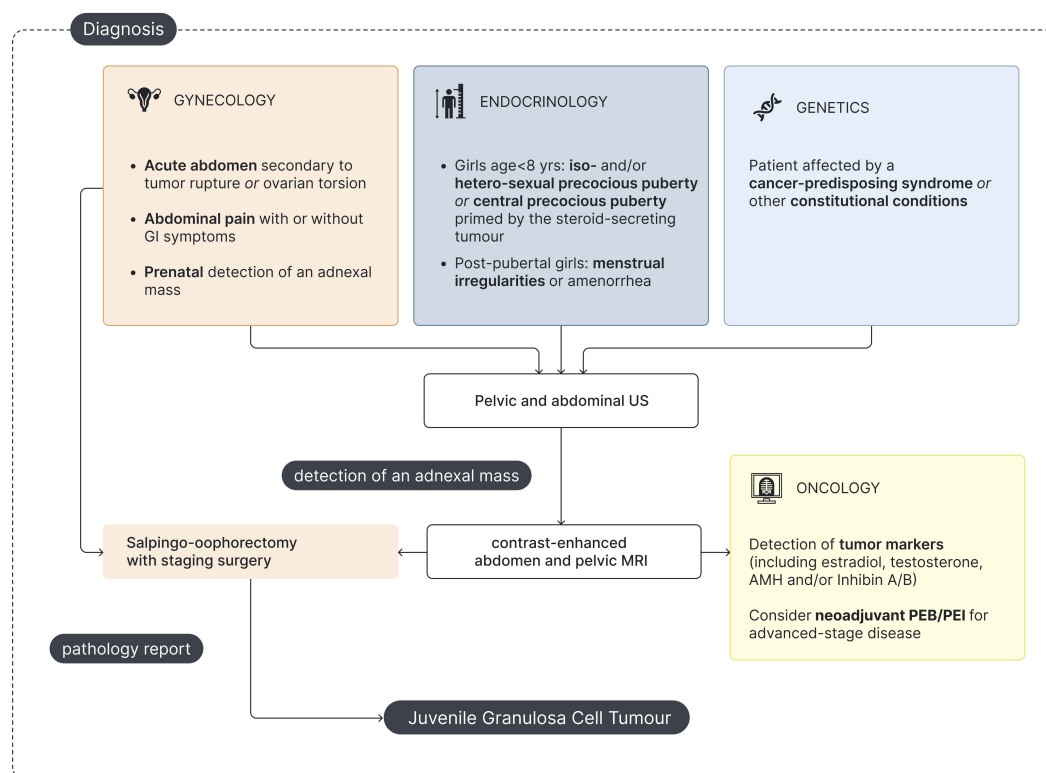 Diagnosis
GYNECOLOGY
• Acute abdomen secondary to
tumor rupture or ovarian torsion
• Abdominal pain with or without
GI symptoms
• Prenatal detection of an adnexal
mass
ENDOCRINOLOGY
• Girls age<8 yrs: iso- and/or
hetero-sexual precocious puberty
or central precocious puberty
primed by the steroid-secreting
tumour
• Post-pubertal girls: menstrual
irregularities or amenorrhea
GENETICS
Patient affected by a
cancer-predisposing syndrome or
other constitutional conditions
Pelvic and abdominal US
detection of an adnexal mass
Salpingo-oophorectomy
with staging surgery
contrast-enhanced
abdomen and pelvic MRI
ONCOLOGY
Detection of tumor markers
(including estradiol, testosterone,
AMH and/or Inhibin A/B)
Consider neoadjuvant PEB/PEI for
advanced-stage disease
pathology report
Juvenile Granulosa Cell Tumour